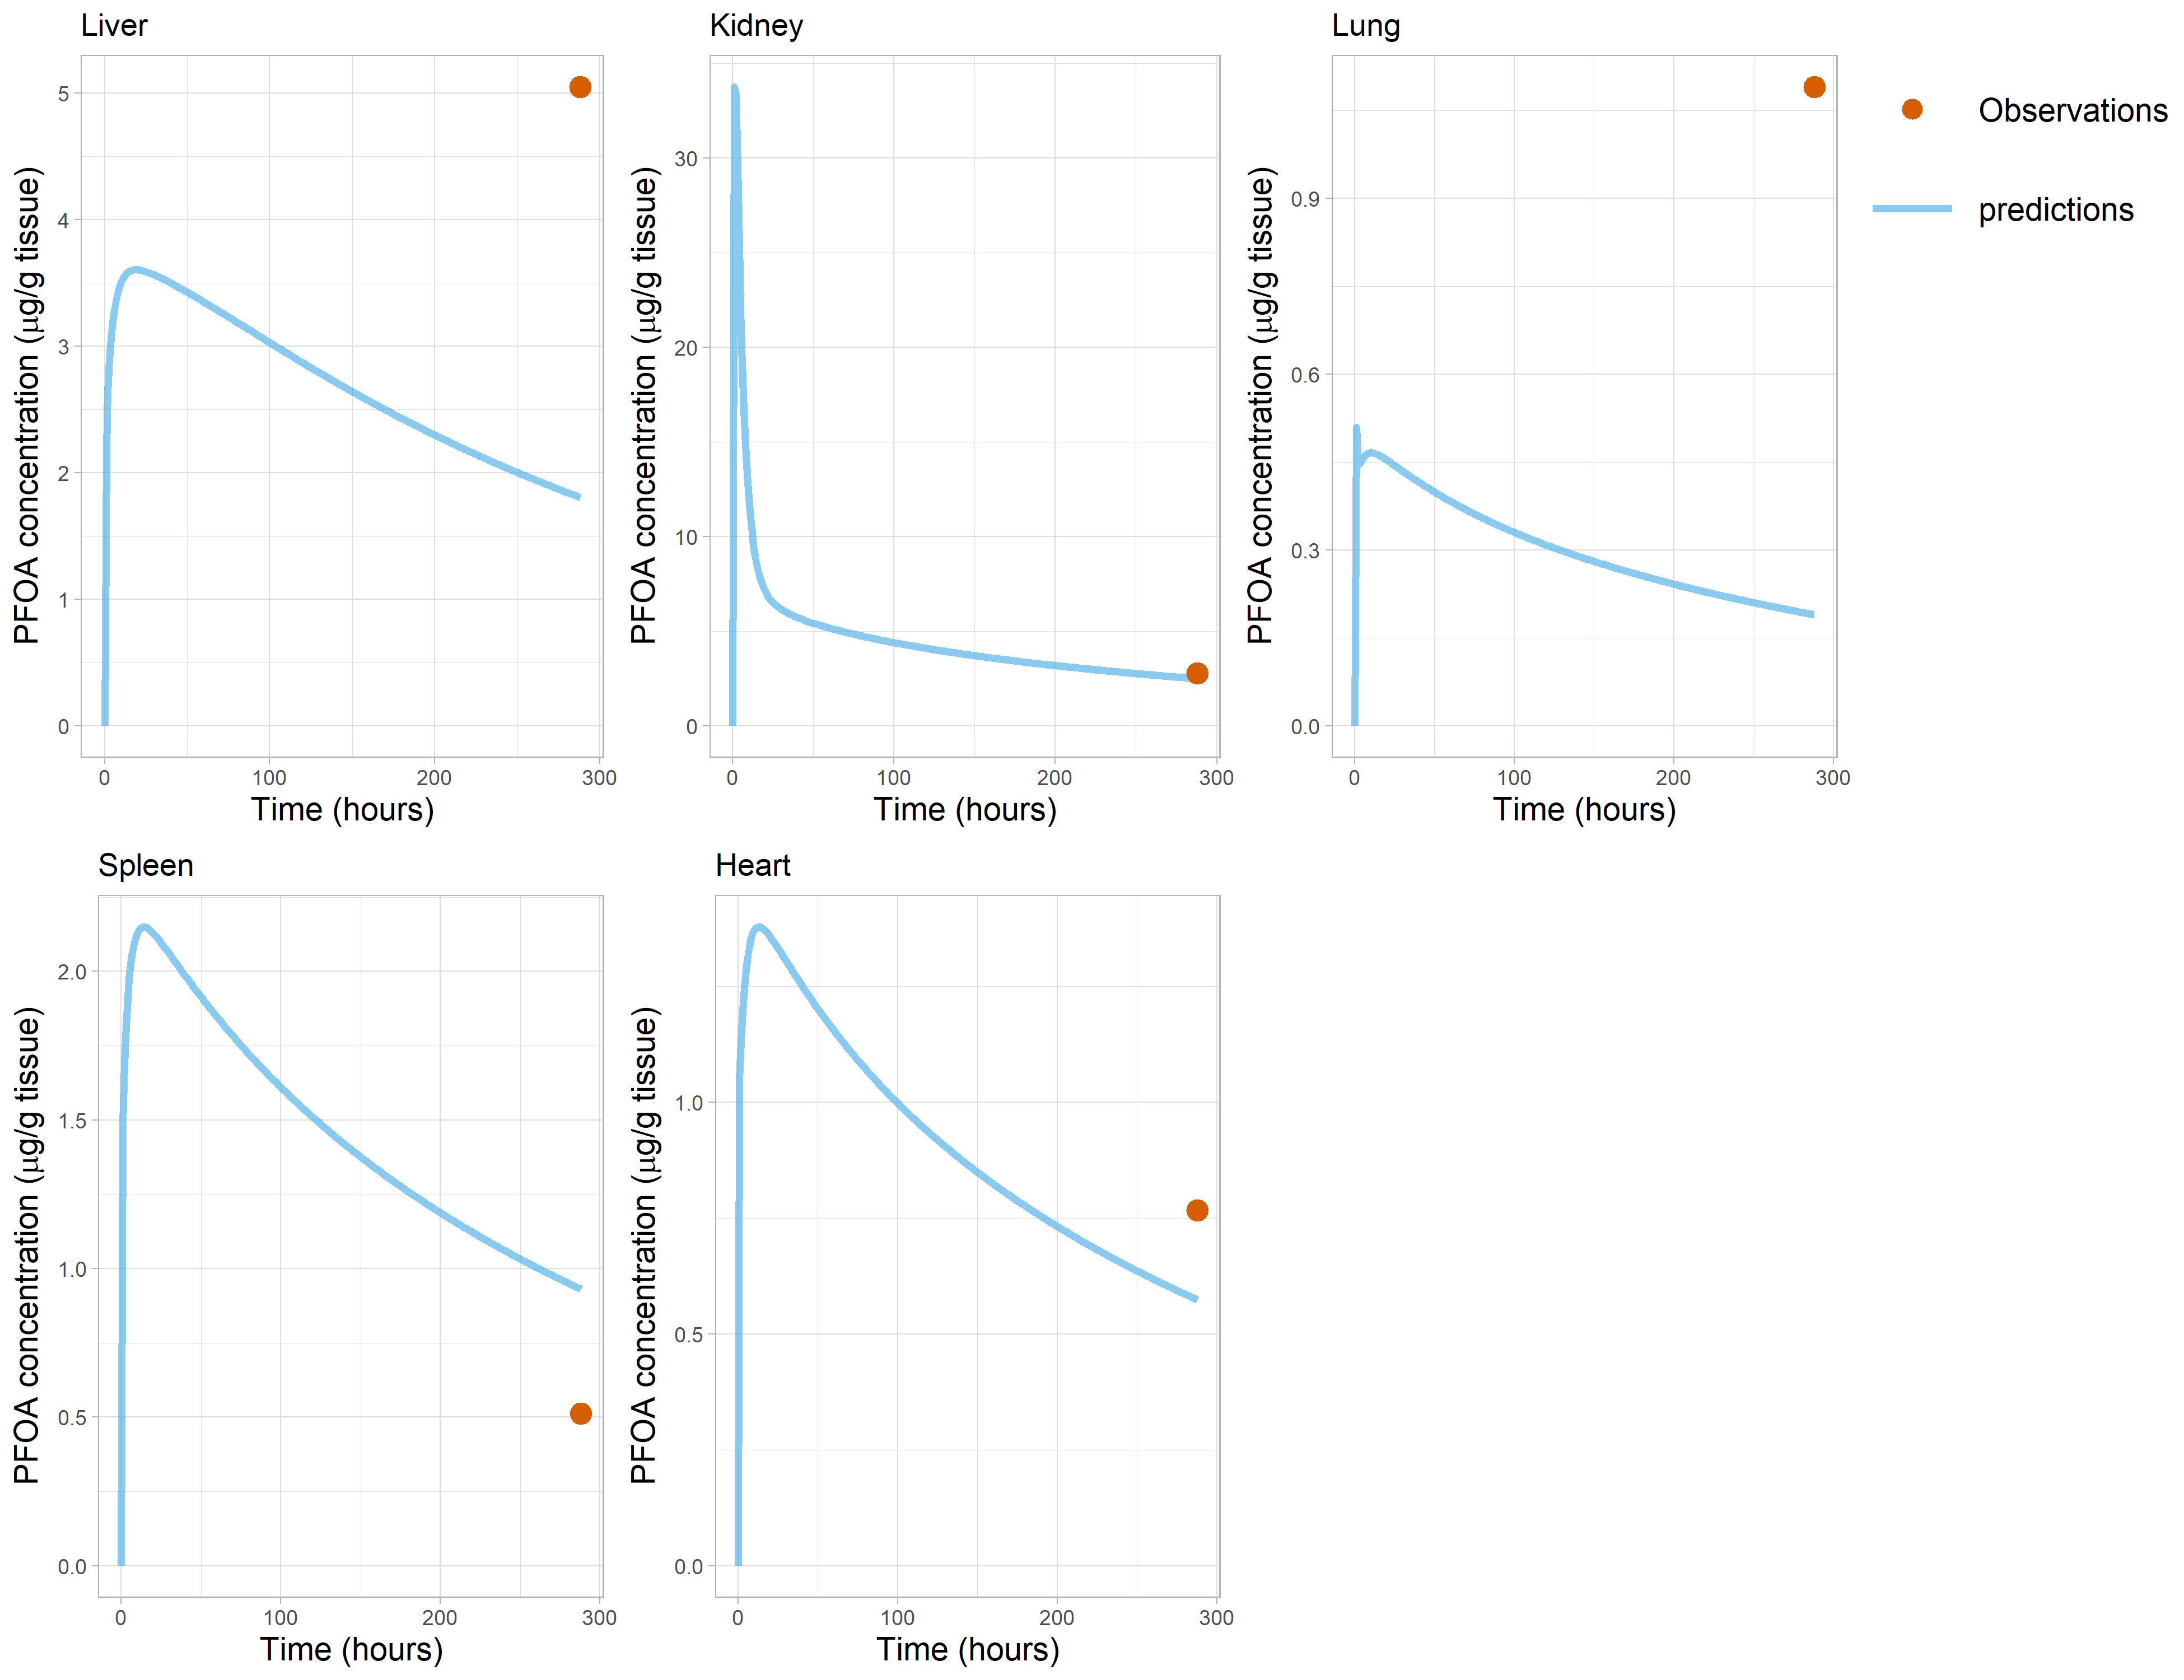 Liver
PFOA concentration (μg/g tissue)
5
4
3
2
1
0
0 100 200 300
Time (hours)
Kidney
PFOA concentration (μg/g tissue)
30
20
10
0
0 100 200 300
Time (hours)
Lung
PFOA concentration (μg/g tissue)
0.9
0.6
0.3
0.0
0 100 200 300
Time (hours)
Observations
predictions
Spleen
PFOA concentration (μg/g tissue)
2.0
1.5
1.0
0.5
0.0
0 100 200 300
Time (hours)
Heart
PFOA concentration (μg/g tissue)
1.0
0.5
0.0
0 100 200 300
Time (hours)